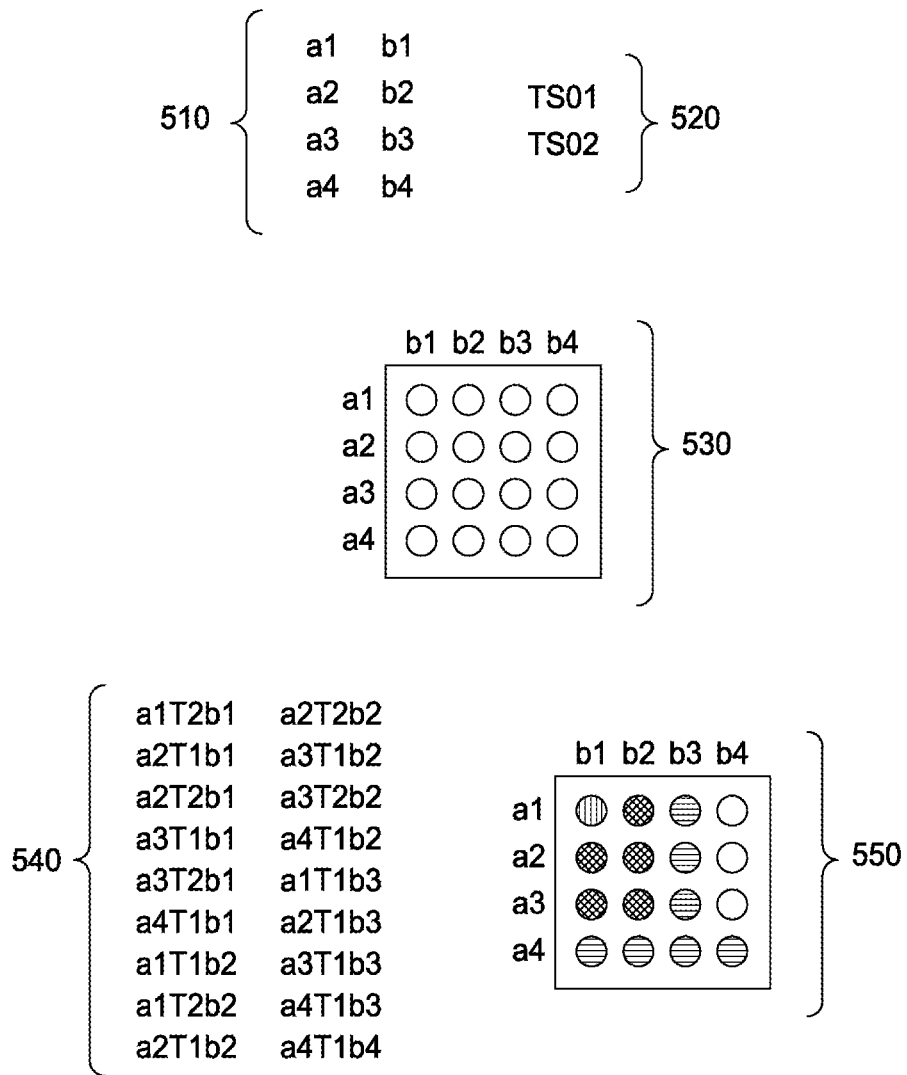 a1 b1
a2 b2
a3 b3
a4 b4
510
TS01
TS02
520
b1 b2 b3 b4
a1
a2
a3
a4
530
540
a1T2b1 a2T2b2
a2T1b1 a3T1b2
a2T2b1 a3T2b2
a3T1b1 a4T1b2
a3T2b1 a1T1b3
a4T1b1 a2T1b3
a1T1b2 a3T1b3
a1T2b2 a4T1b3
a2T1b2 a4T1b4
b1 b2 b3 b4
a1
a2
a3
a4
550